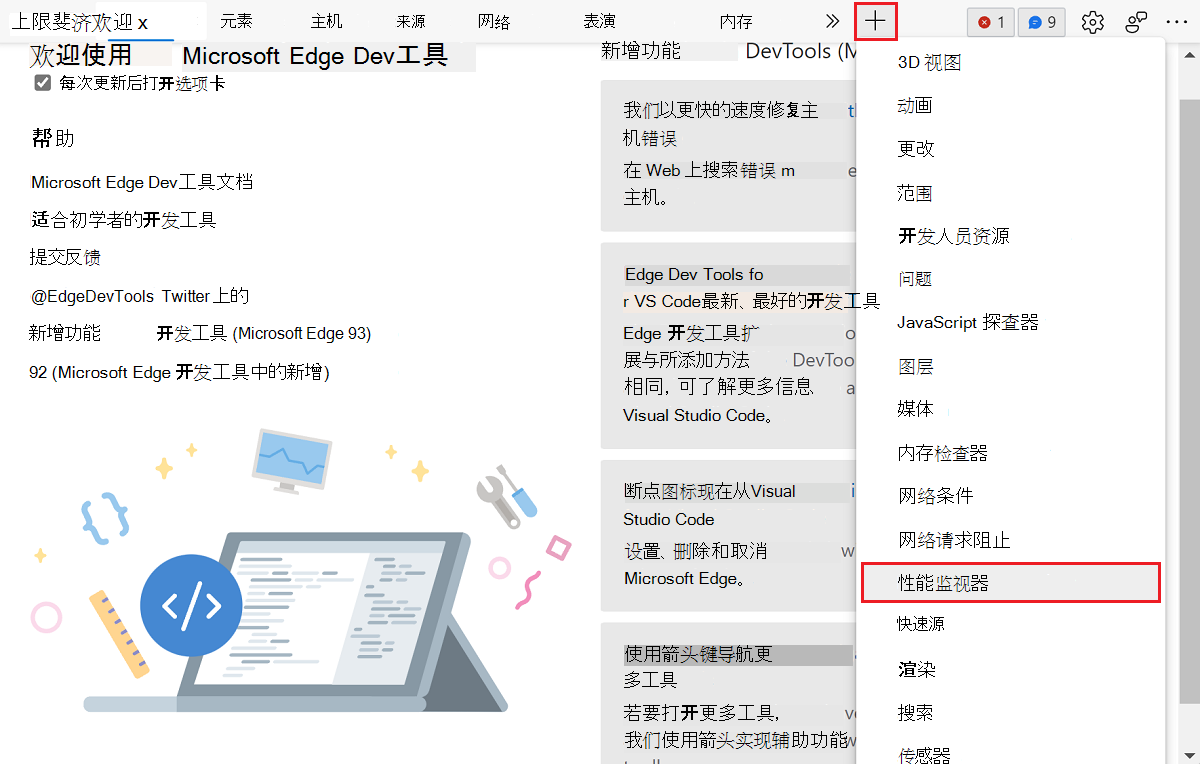 上限斐济欢迎 x
元素
主机
来源
网络
表演
内存
1
9
欢迎使用 Microsoft Edge Dev工具
每次更新后打开选项卡
帮助
Microsoft Edge Dev工具文档
适合初学者的开发工具
提交反馈
@EdgeDevTools Twitter 上的
新增功能 开发工具 (Microsoft Edge 93)
92 (Microsoft Edge 开发工具中的新增)
新增功能 DevTools (M
我们以更快的速度修复主
机错误
在 Web 上搜索错误 m
主机。
Edge Dev Tools fo
r VS Code最新、最好的开发工具
Edge 开发工具扩
展与所添加方法 DevToo
相同，可了解更多信息
Visual Studio Code。
断点图标现在从Visual
Studio Code
设置、删除和取消
Microsoft Edge。
使用箭头键导航更
多工具
若要打开更多工具，
我们使用箭头实现辅助功能
3D 视图
动画
更改
范围
开发人员资源
问题
JavaScript 探查器
图层
媒体
内存检查器
网络条件
网络请求阻止
性能监视器
快速源
渲染
搜索
传感器